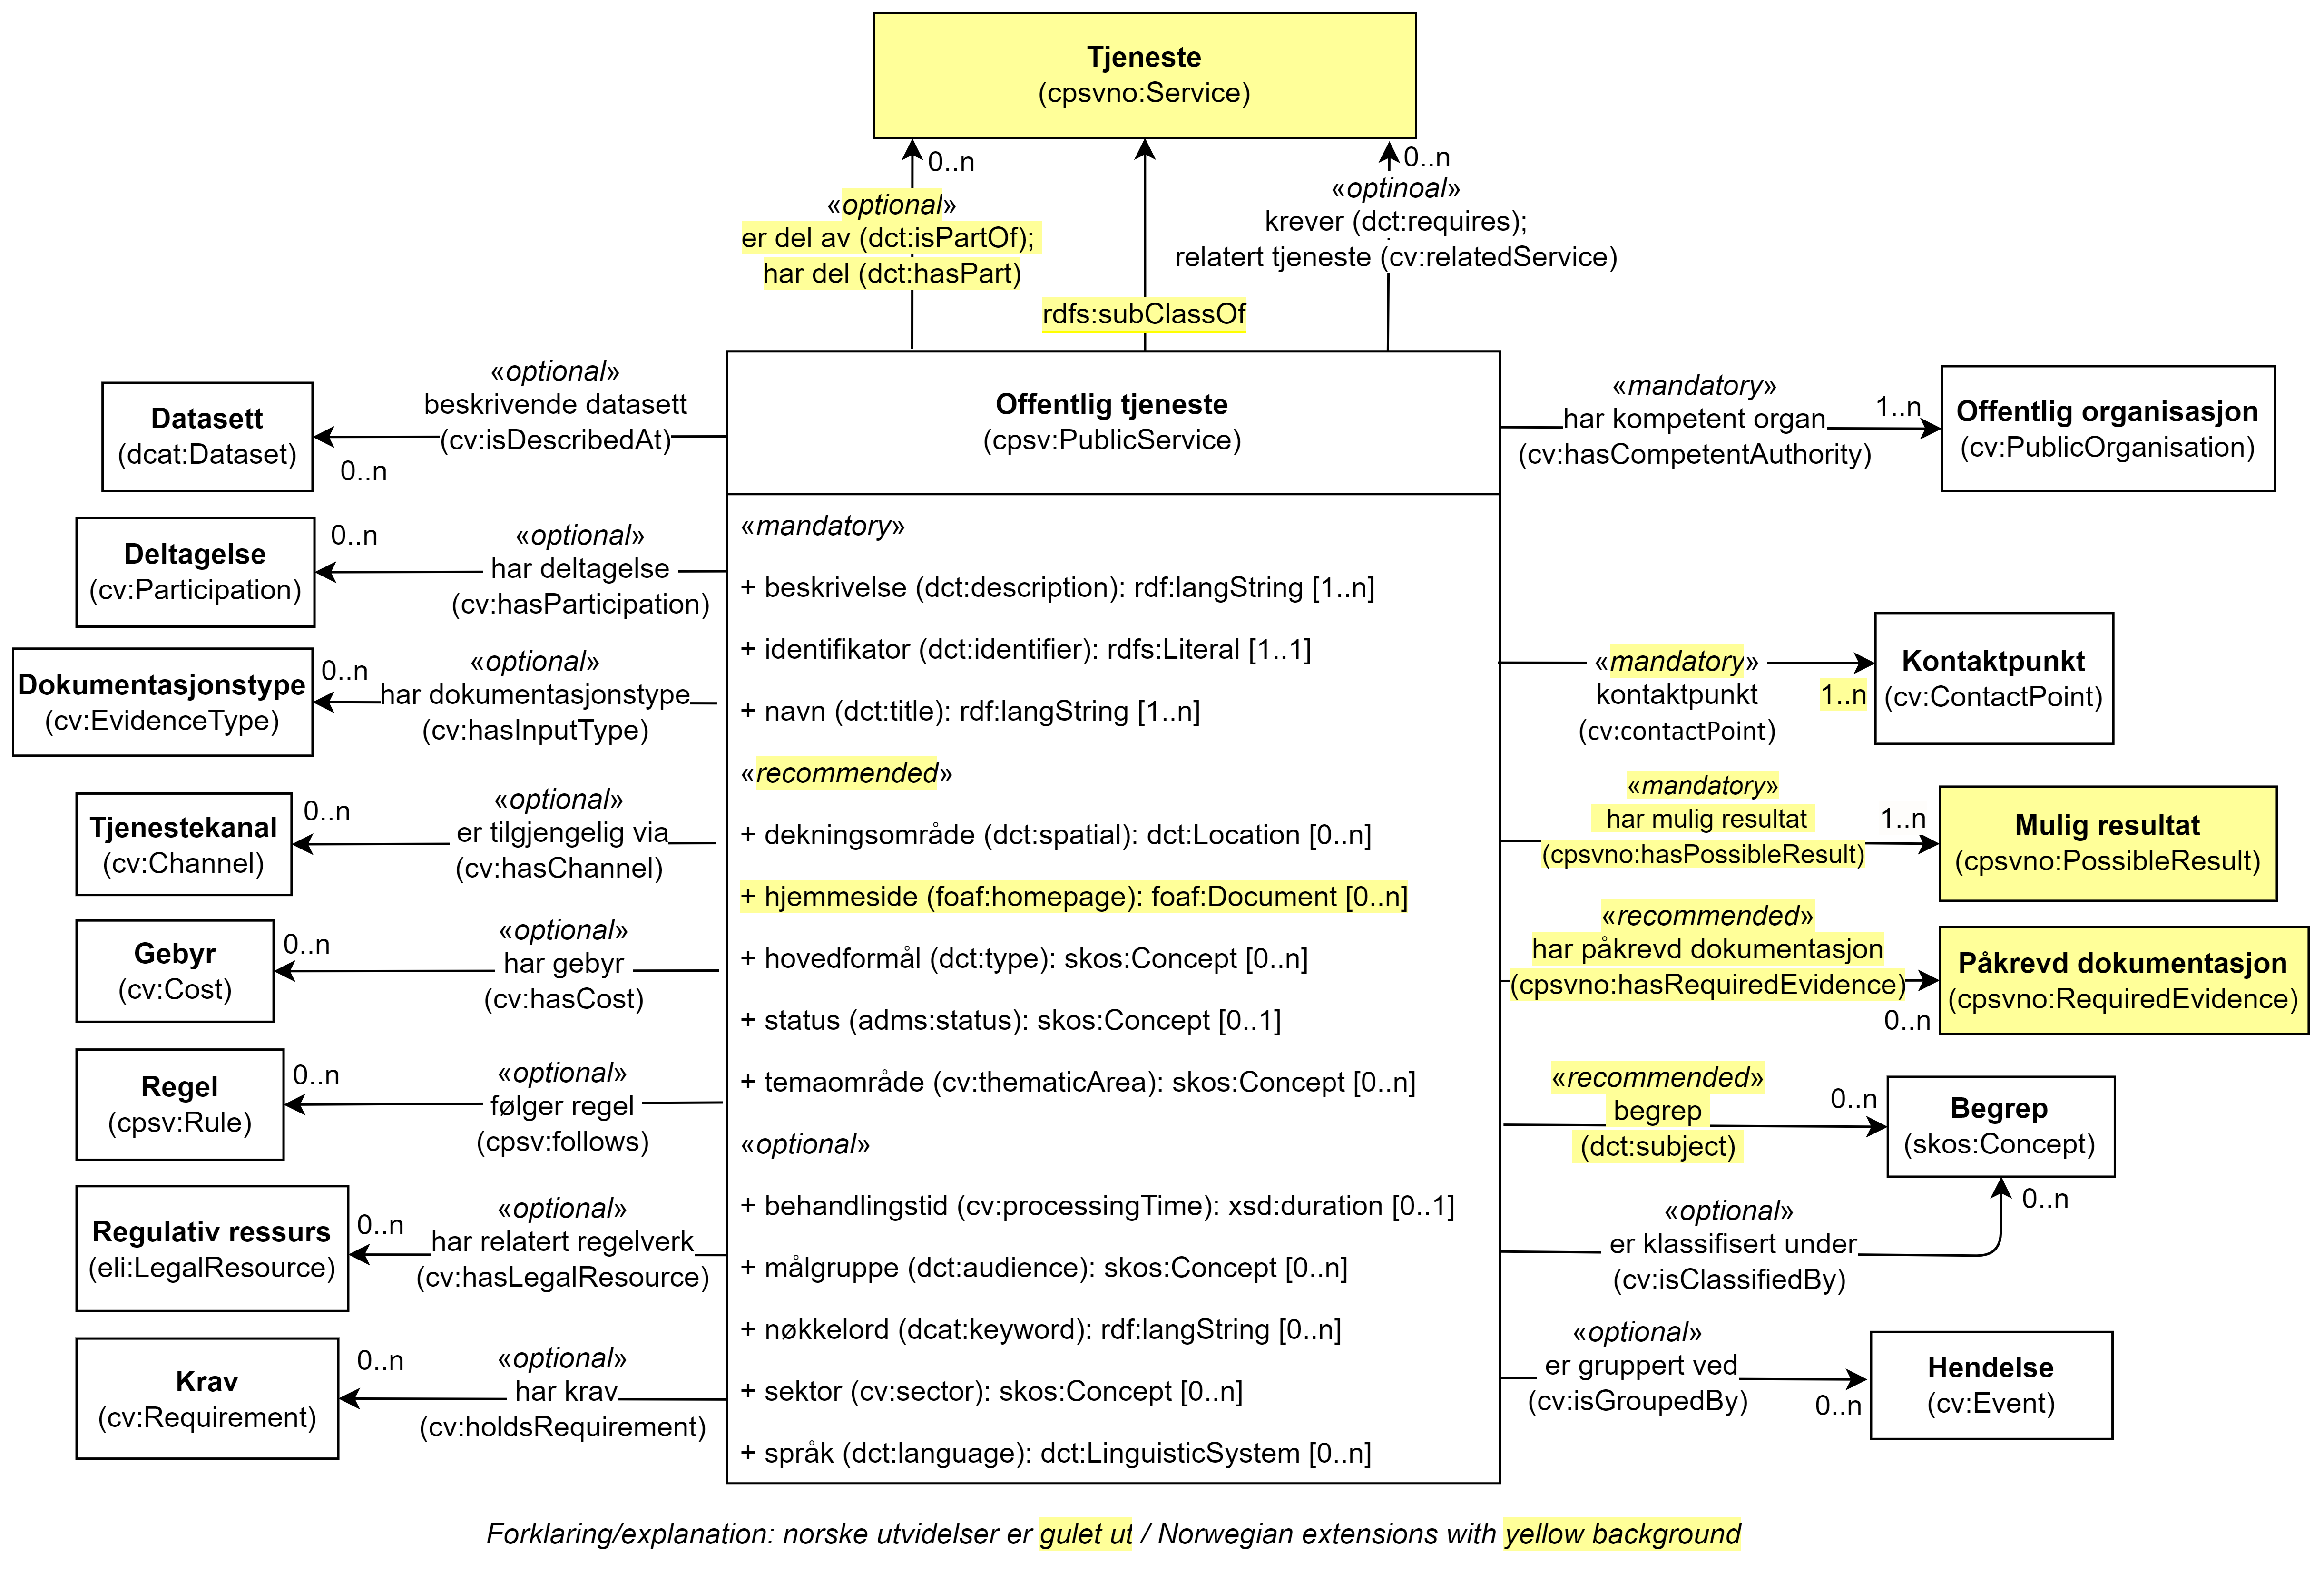 Tjeneste
(cpsvno:Service)
0..n
«optional»
er del av (dct:isPartOf);
har del (dct:hasPart)
rdfs:subClassOf
0..n
«optinoal»
krever (dct:requires);
relatert tjeneste (cv:relatedService)
Offentlig tjeneste
(cpsv:PublicService)
«mandatory»
+ beskrivelse (dct:description): rdf:langString [1..n]
+ identifikator (dct:identifier): rdfs:Literal [1..1]
+ navn (dct:title): rdf:langString [1..n]
«recommended»
+ dekningsområde (dct:spatial): dct:Location [0..n]
+ hjemmeside (foaf:homepage): foaf:Document [0..n]
+ hovedformål (dct:type): skos:Concept [0..n]
+ status (adms:status): skos:Concept [0..1]
+ temaområde (cv:thematicArea): skos:Concept [0..n]
«optional»
+ behandlingstid (cv:processingTime): xsd:duration [0..1]
+ målgruppe (dct:audience): skos:Concept [0..n]
+ nøkkelord (dcat:keyword): rdf:langString [0..n]
+ sektor (cv:sector): skos:Concept [0..n]
+ språk (dct:language): dct:LinguisticSystem [0..n]
Datasett
(dcat:Dataset)
«optional»
beskrivende datasett
(cv:isDescribedAt)
0..n
Deltagelse
(cv:Participation)
0..n
«optional»
har deltagelse
(cv:hasParticipation)
Dokumentasjonstype
(cv:EvidenceType)
0..n
«optional»
har dokumentasjonstype
(cv:hasInputType)
Tjenestekanal
(cv:Channel)
0..n
«optional»
er tilgjengelig via
(cv:hasChannel)
Gebyr
(cv:Cost)
0..n
«optional»
har gebyr
(cv:hasCost)
Regel
(cpsv:Rule)
0..n
«optional»
følger regel
(cpsv:follows)
Regulativ ressurs
(eli:LegalResource)
0..n
«optional»
har relatert regelverk
(cv:hasLegalResource)
Krav
(cv:Requirement)
0..n
«optional»
har krav
(cv:holdsRequirement)
«mandatory»
har kompetent organ
(cv:hasCompetentAuthority)
1..n
Offentlig organisasjon
(cv:PublicOrganisation)
«mandatory»
kontaktpunkt
(cv:contactPoint)
1..n
Kontaktpunkt
(cv:ContactPoint)
«mandatory»
har mulig resultat
(cpsvno:hasPossibleResult)
1..n
Mulig resultat
(cpsvno:PossibleResult)
«recommended»
har påkrevd dokumentasjon
(cpsvno:hasRequiredEvidence)
0..n
Påkrevd dokumentasjon
(cpsvno:RequiredEvidence)
«recommended»
begrep
(dct:subject)
0..n
Begrep
(skos:Concept)
«optional»
er klassifisert under
(cv:isClassifiedBy)
0..n
«optional»
er gruppert ved
(cv:isGroupedBy)
0..n
Hendelse
(cv:Event)
Forklaring/explanation: norske utvidelser er gulet ut / Norwegian extensions with yellow background